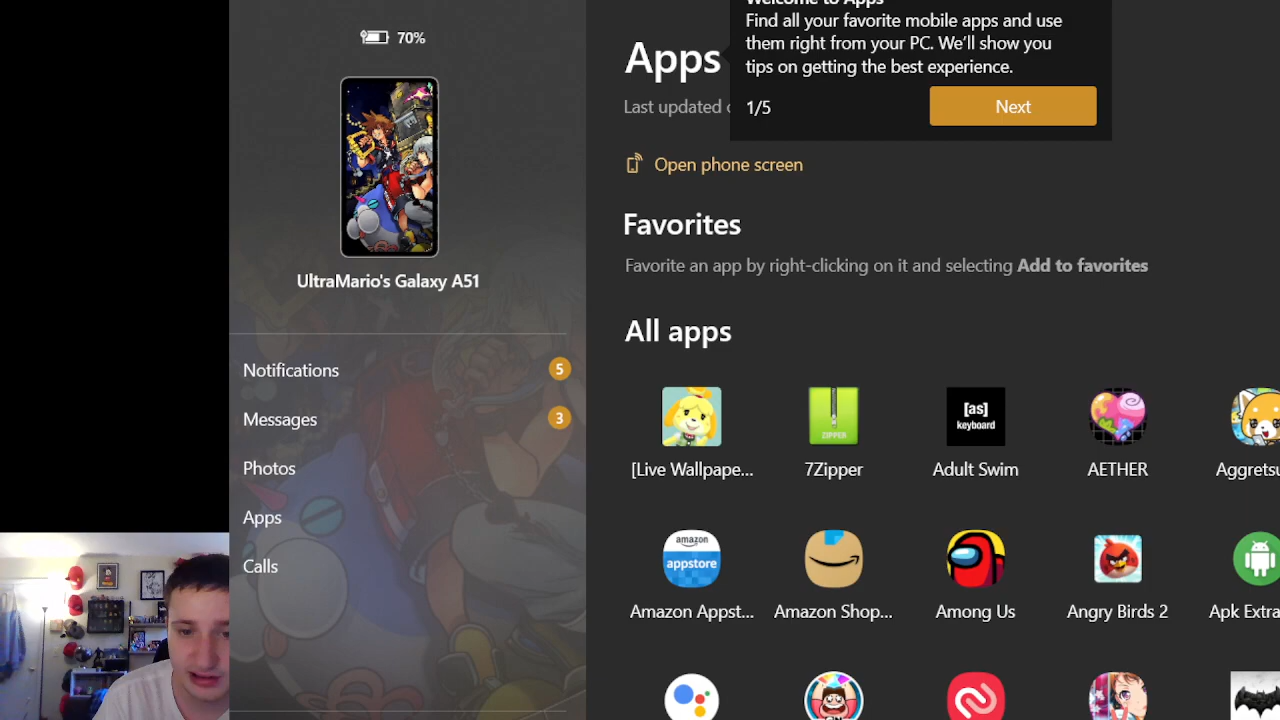 70%
UltraMario's Galaxy A51
Notifications
5
Messages
3
Photos
Apps
Calls
Welcome to Apps
Find all your favorite mobile apps and use
them right from your PC. We'll show you
tips on getting the best experience.
1/5
Next
Apps
Last updated
Open phone screen
Favorites
Favorite an app by right-clicking on it and selecting Add to favorites
All apps
[as]
keyboard
ZIPPER
[Live Wallpape...
7Zipper
Adult Swim
AETHER
Aggretsu
amazon
appstore
Amazon Appst...
Amazon Shop...
Among Us
Angry Birds 2
Apk Extra